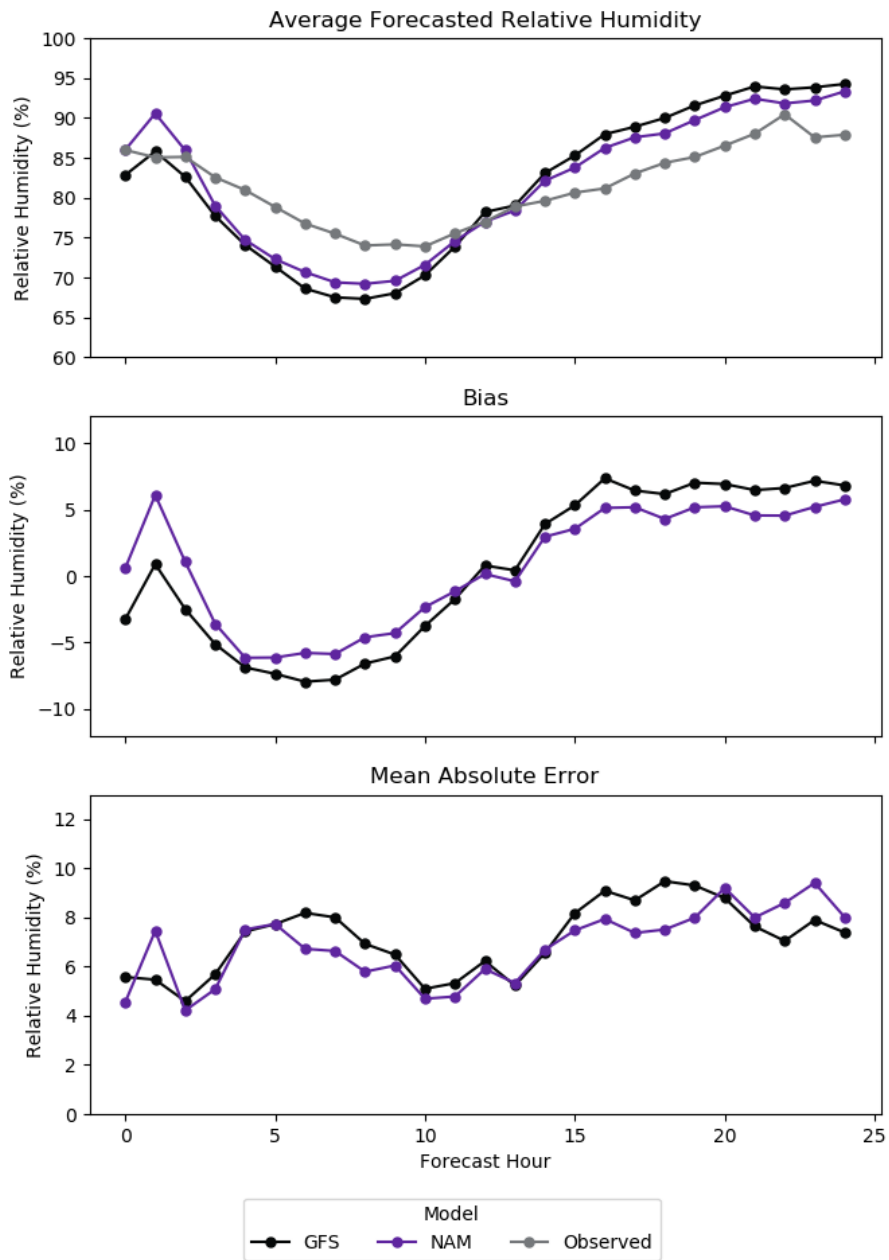 Average Forecasted Relative Humidity
Relative Humidity (%)
100
95
90
85
80
75
70
65
60
Bias
Relative Humidity (%)
10
5
0
−5
−10
Mean Absolute Error
Relative Humidity (%)
12
10
8
6
4
2
0
0 5 10 15 20 25
Forecast Hour
Model
GFS NAM Observed